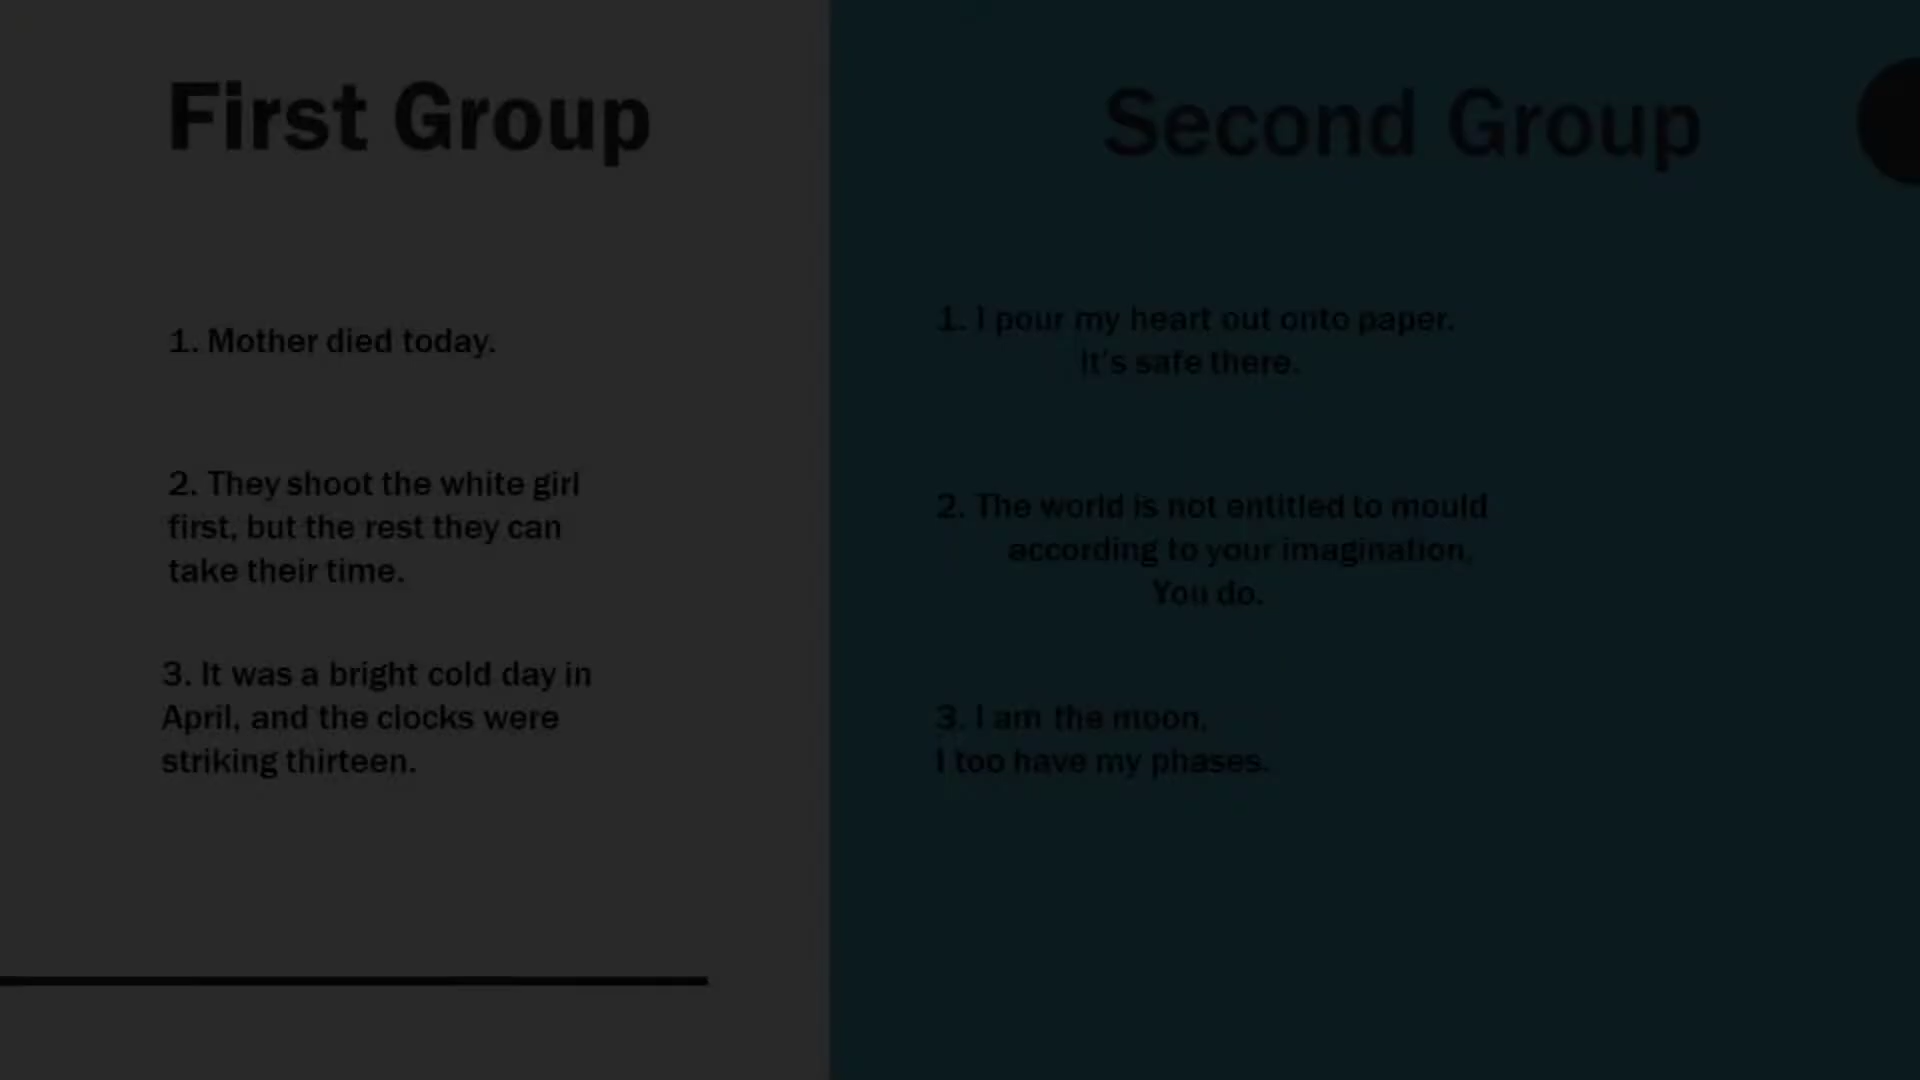 First Group
1. Mother died today.
2. They shoot the white girl
first, but the rest they can
take their time.
3. It was a bright cold day in
April, and the clocks were
striking thirteen.
Second Group
1. I pour my heart out onto paper.
It's safe there.
2. The world is not entitled to mould
according to your imagination,
You do.
3. I am the moon,
I too have my phases.